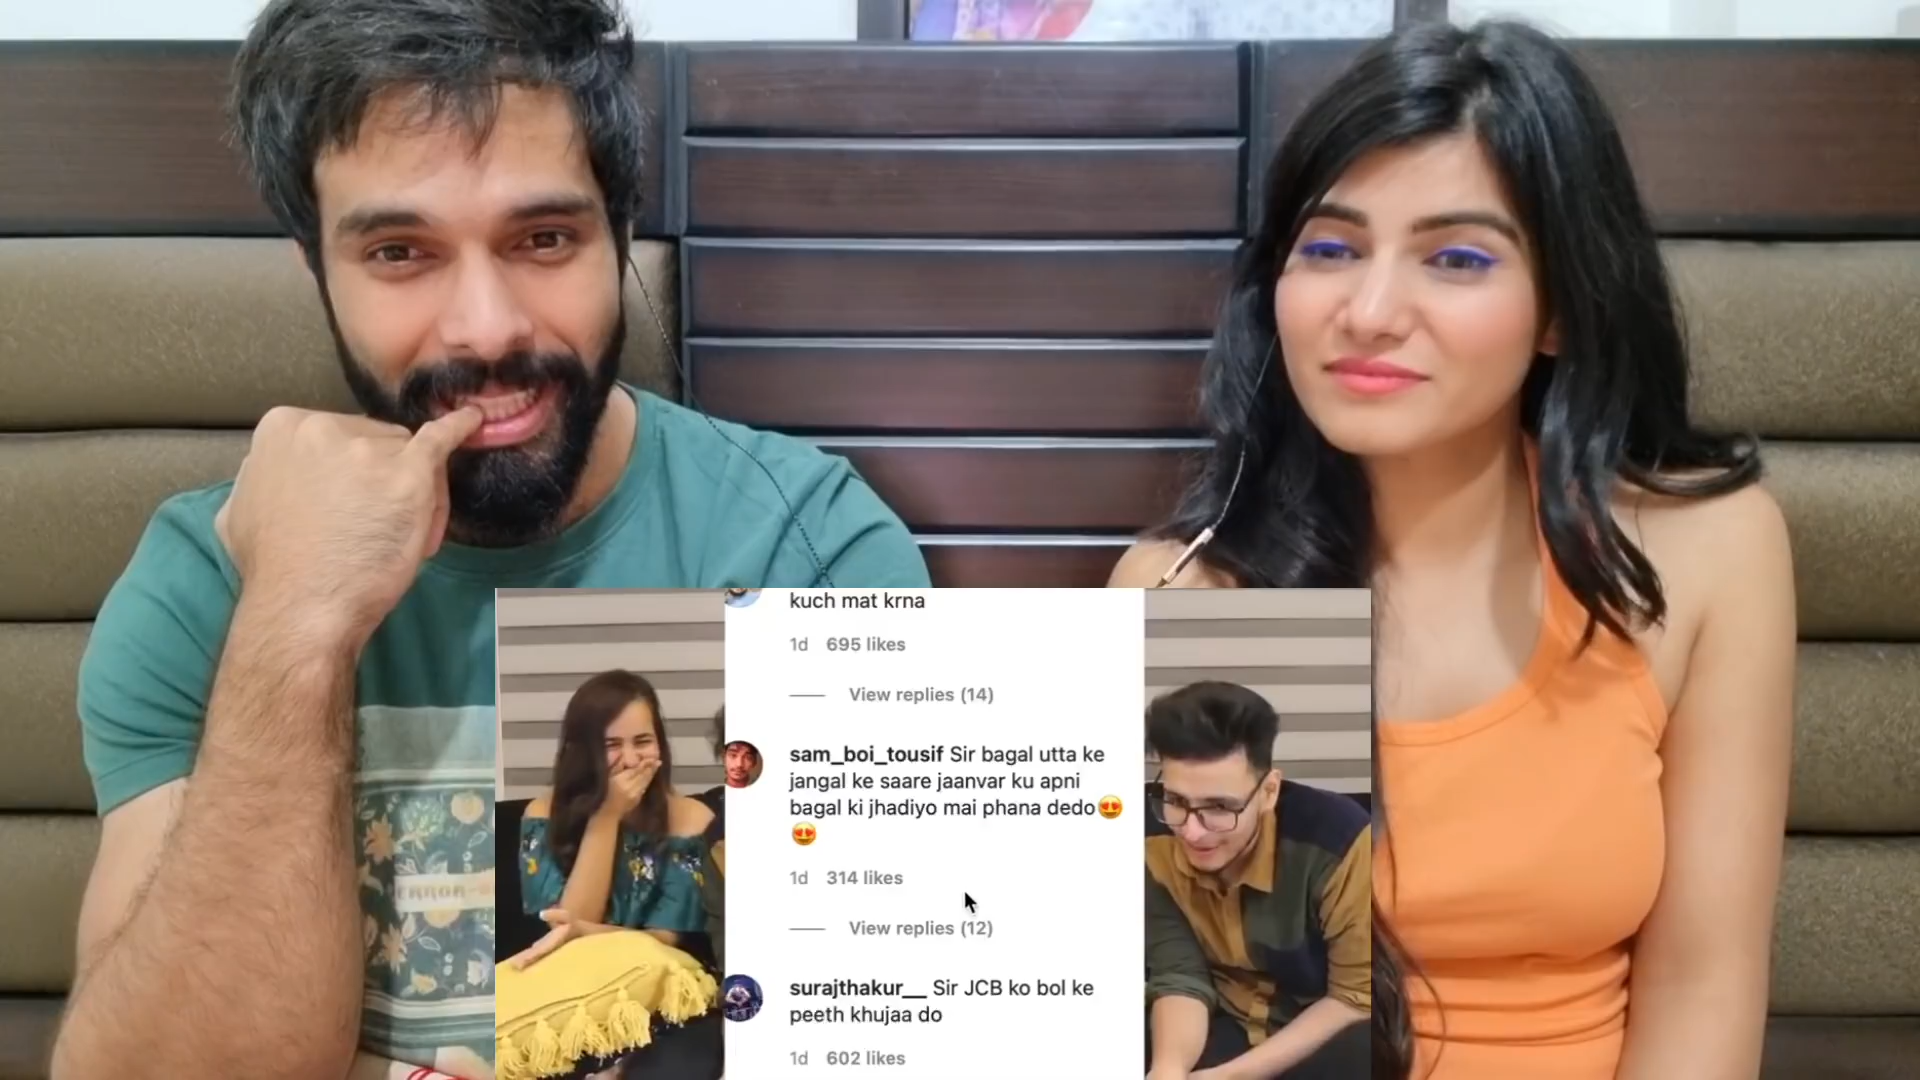 kuch mat krna
1d 695 likes
View replies (14)
sam_boi_tousif Sir bagal utta ke
jangal ke saare jaanvar ku apni
bagal ki jhadiyo mai phana dedo😍
😍
1d 314 likes
View replies (12)
surajthakur__ Sir JCB ko bol ke
peeth khujaa do
1d 602 likes